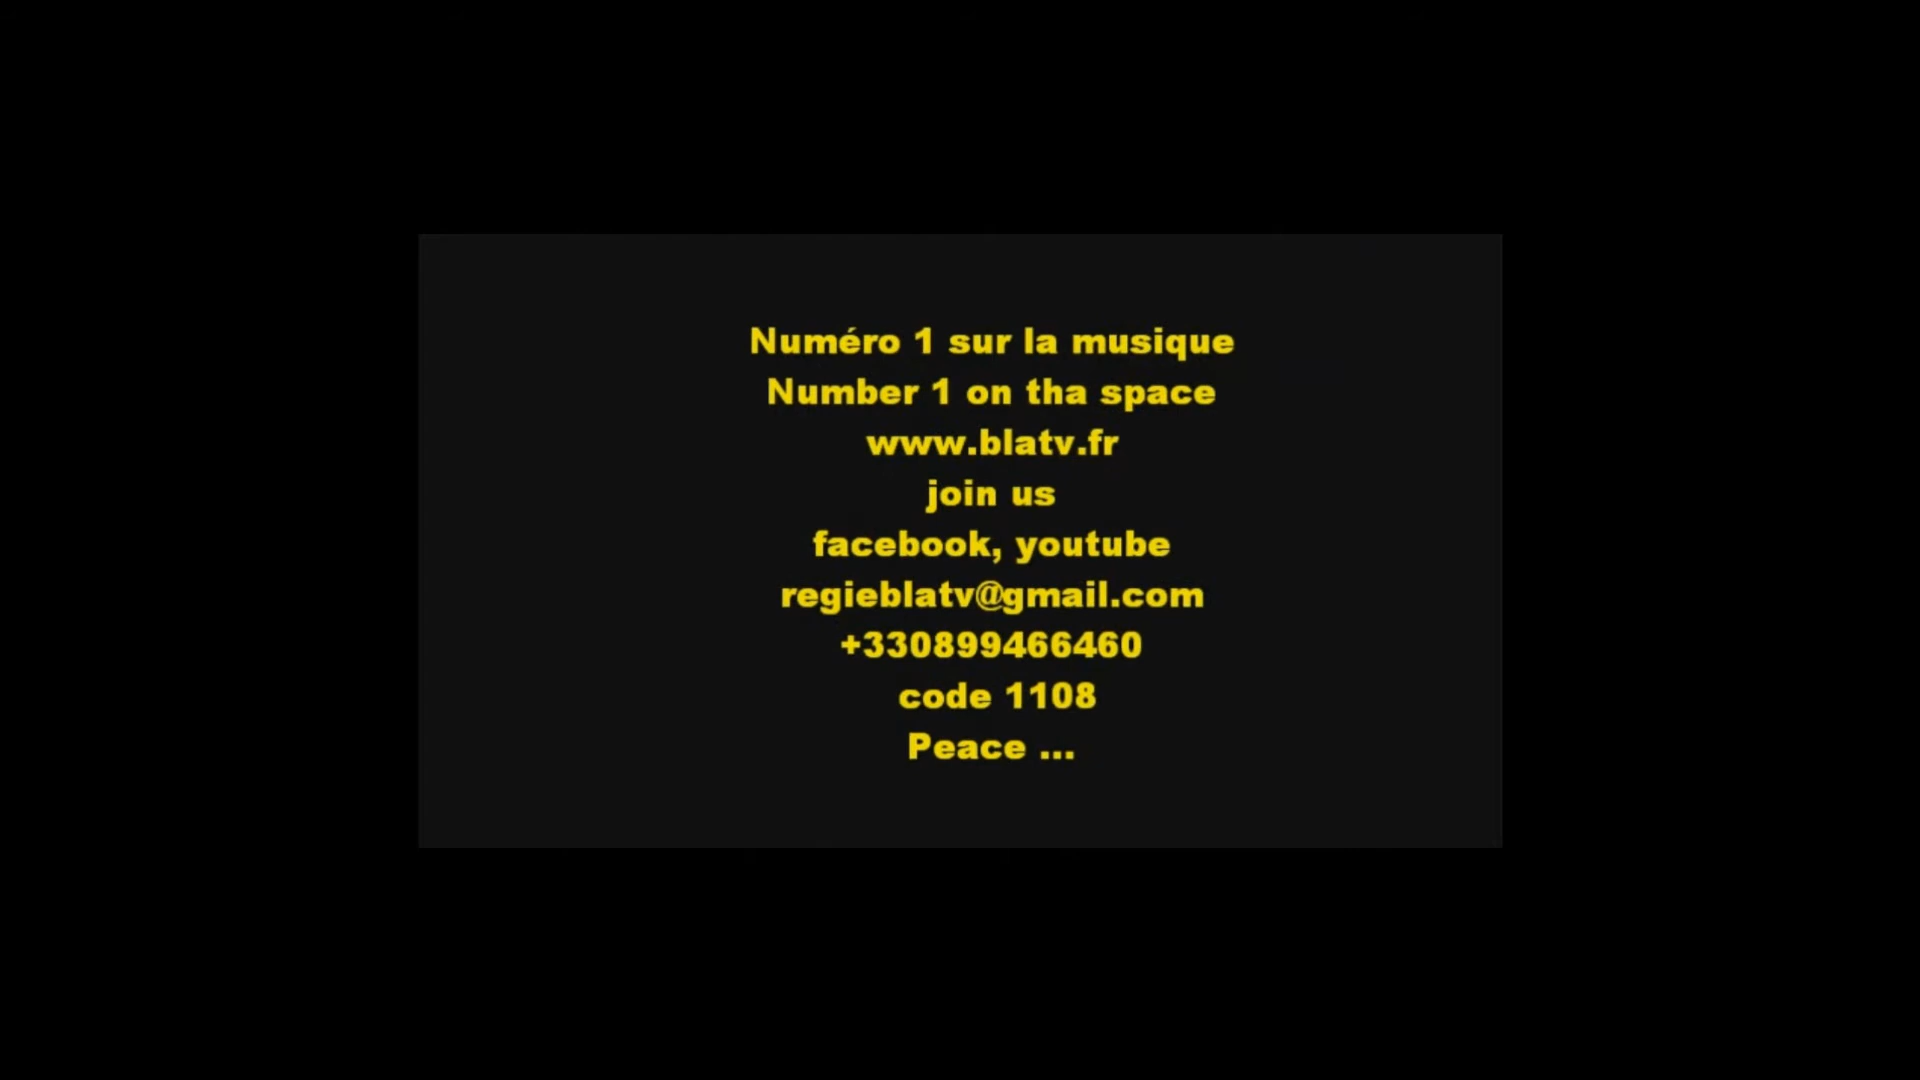 Numéro 1 sur la musique
Number 1 on tha space
www.blatv.fr
join us
facebook, youtube
regieblatv@gmail.com
+330899466460
code 1108
Peace ...